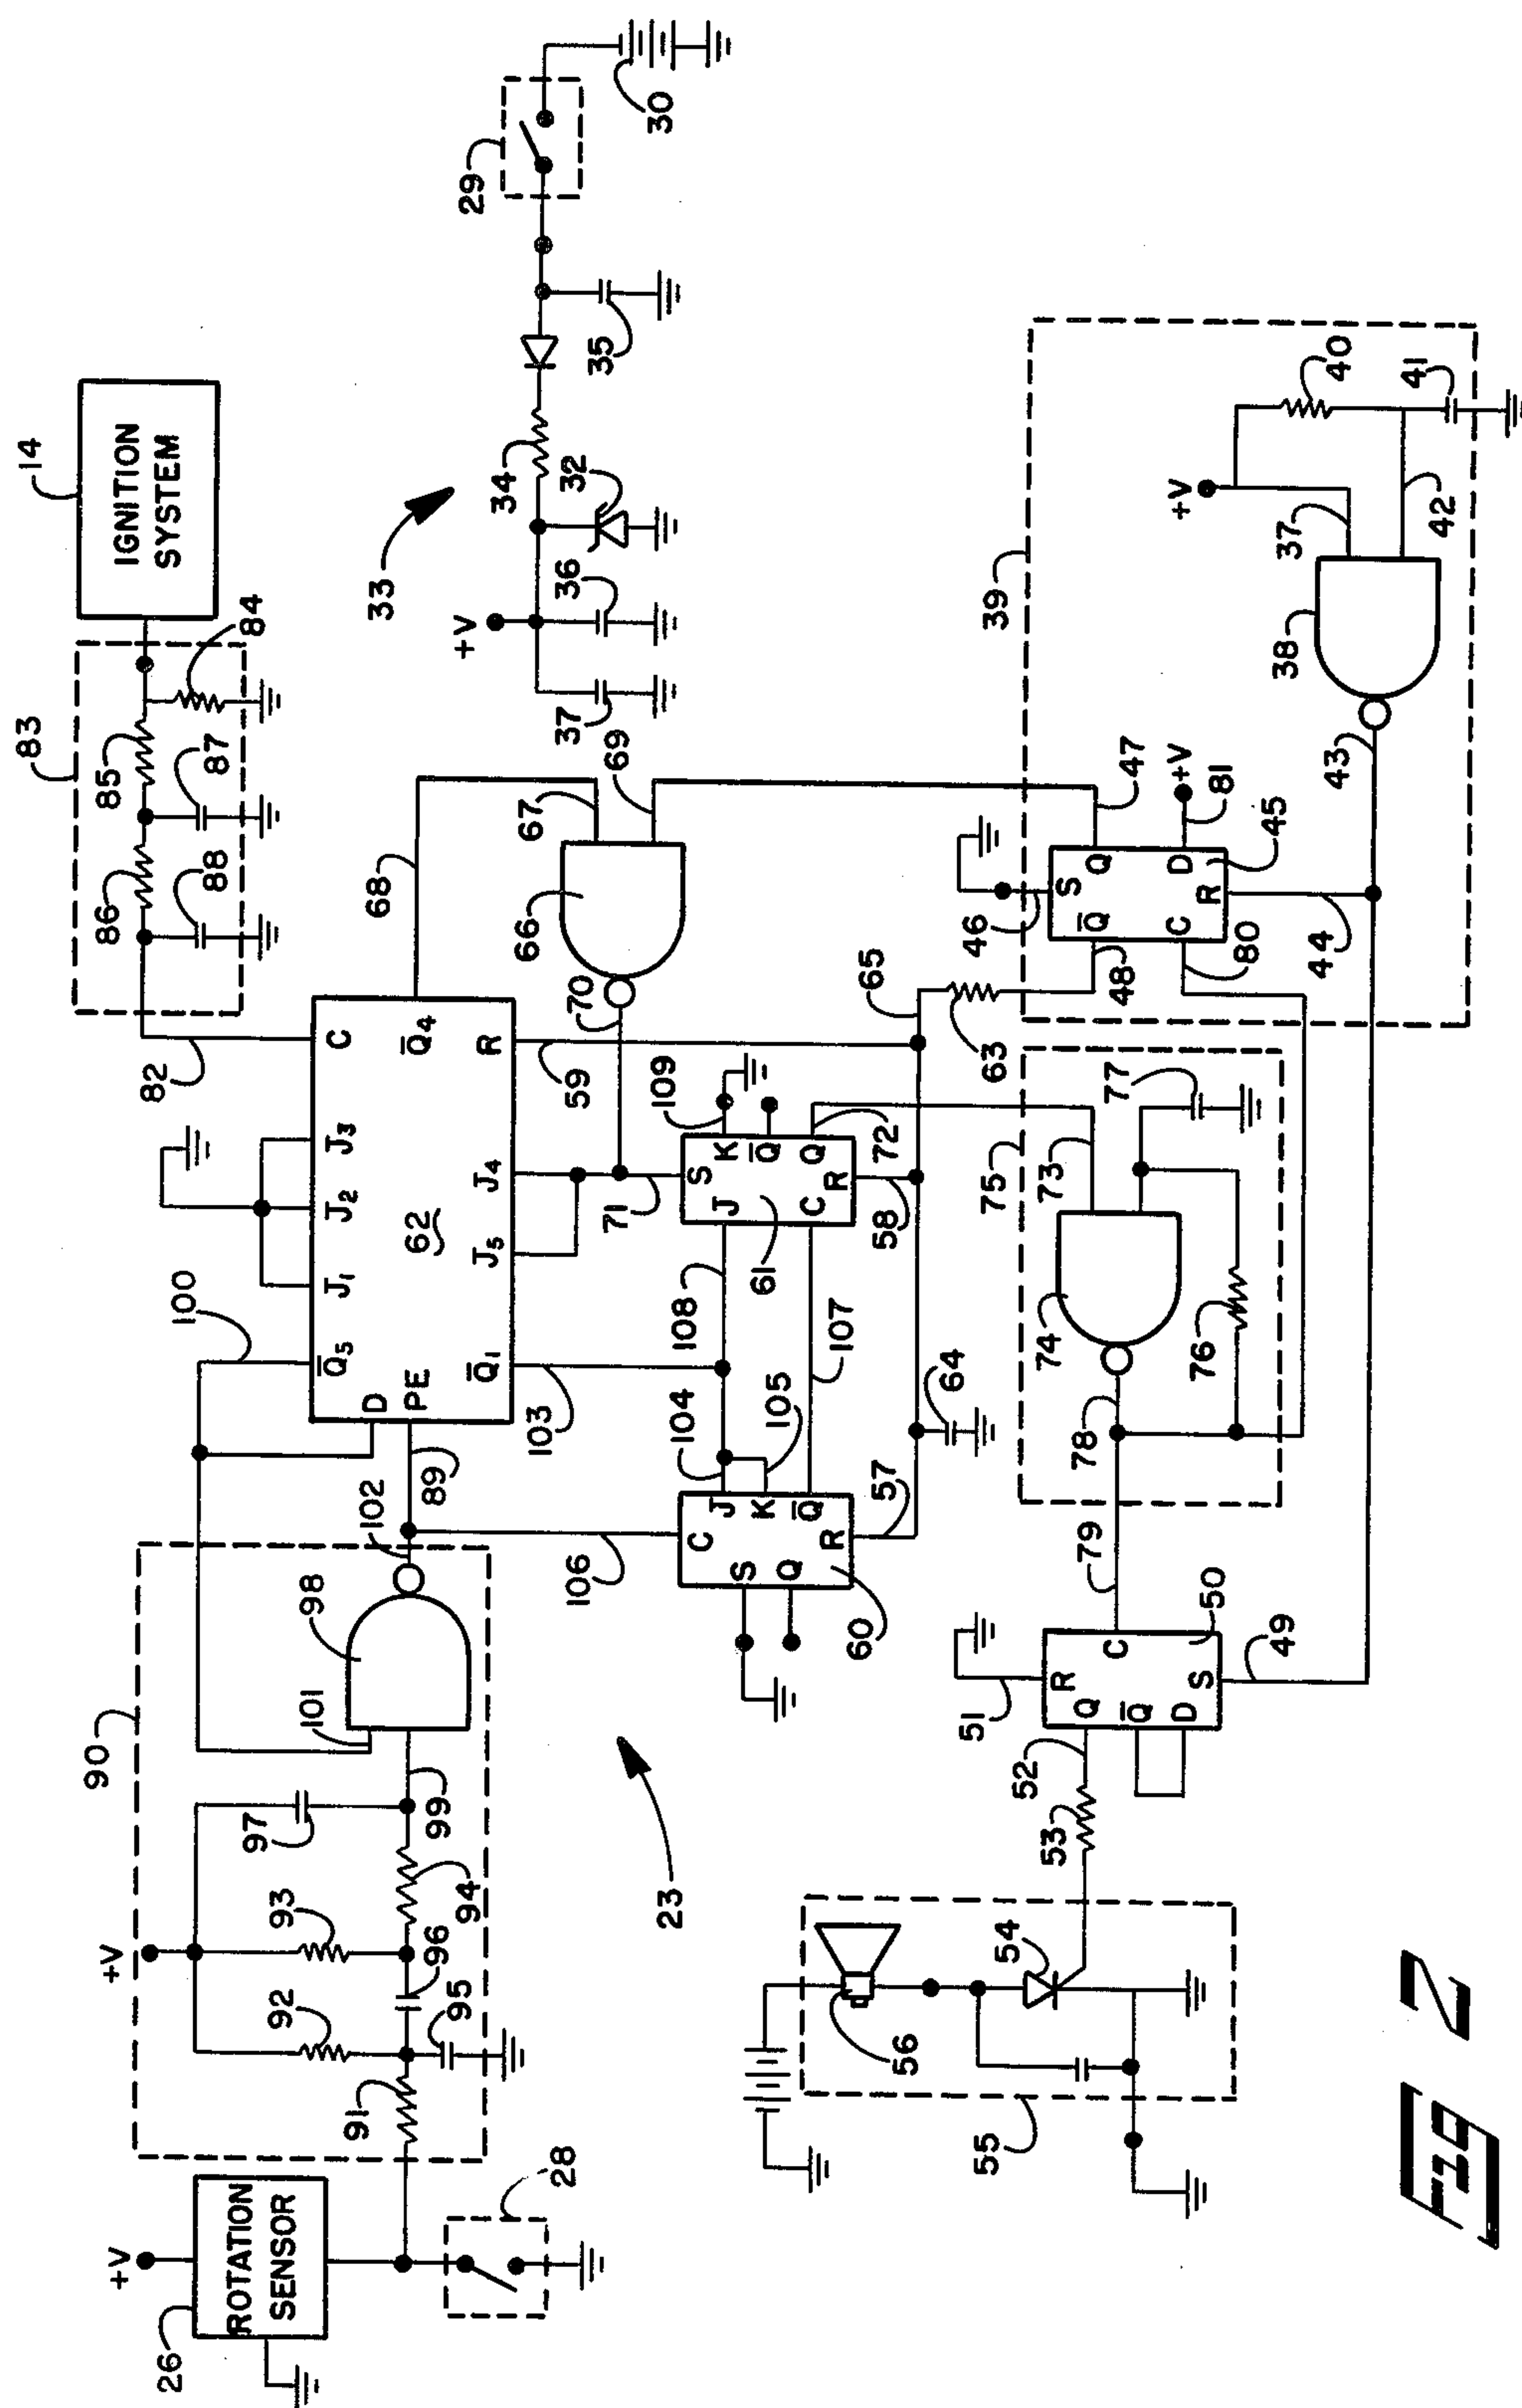 +V
26
ROTATION
SENSOR
28
90
+V
91
92
93
94
95
96
97
98
99
100
101
102
89
106
23
D
PE
Q̅5
J1
J2
J3
C
62
Q̅1
J5
J4
Q̅4
R
103
59
68
82
83
84
85
86
87
88
14
IGNITION
SYSTEM
33
+V
37
36
32
34
35
29
30
66
67
69
70
71
104
105
108
107
109
C
S
Q
J
K
Q̅
R
60
57
64
S
K
J
Q̅
Q
C
R
61
58
72
65
63
56
54
55
53
52
51
50
R
Q
C
Q̅
D
S
49
79
75
73
74
76
77
78
39
46
47
48
S
Q
Q̅
D
C
R
+V
81
45
80
44
43
38
+V
37
42
40
41
Fig 2